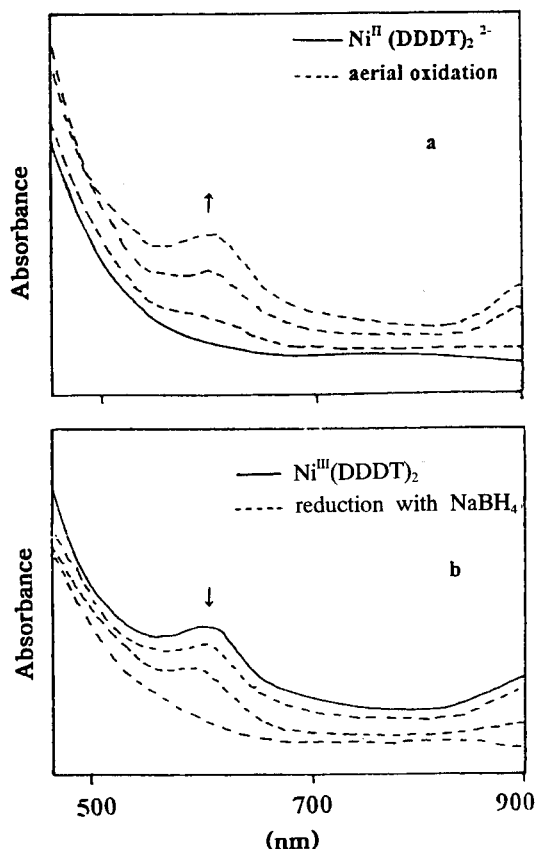 Ni^II (DDDT)₂ ²⁻
aerial oxidation
a
↑
Absorbance
Ni^III(DDDT)₂⁻
reduction with NaBH₄
b
↓
Absorbance
500
700
900
(nm)